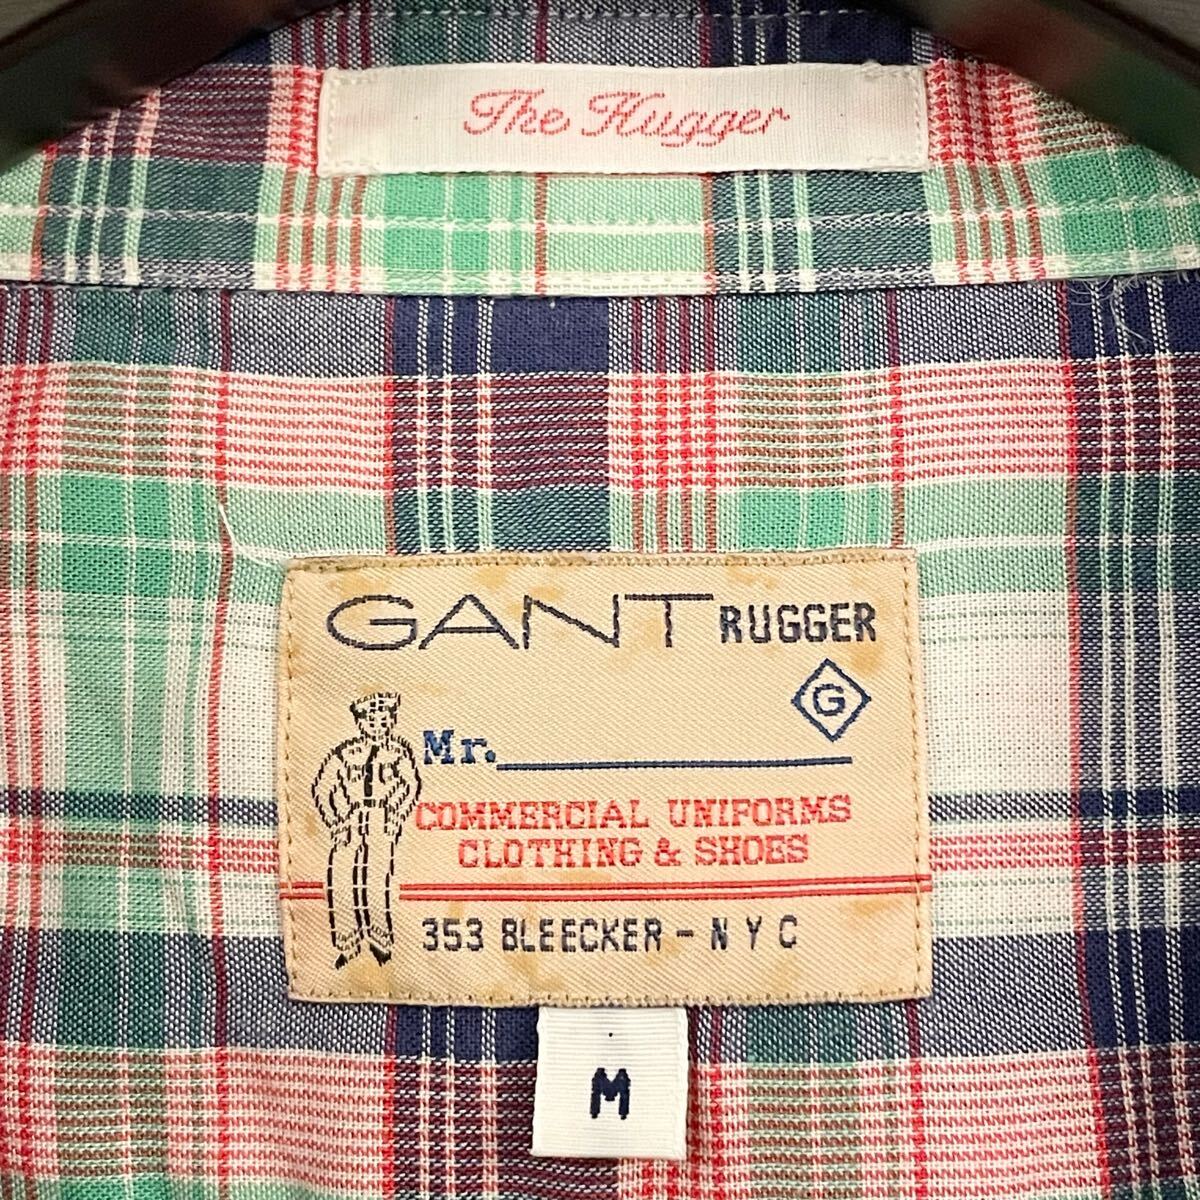 The Hugger
GANT RUGGER
G
Mr.
COMMERCIAL UNIFORMS
CLOTHING & SHOES
353 BLEECKER - NYC
M